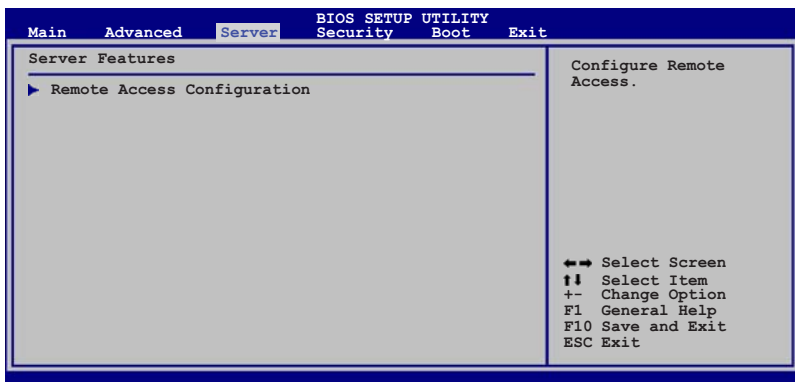 BIOS SETUP UTILITY
Main Advanced Server Security Boot Exit
Server Features
Remote Access Configuration
Configure Remote
Access.
Select Screen
Select Item
+- Change Option
F1 General Help
F10 Save and Exit
ESC Exit